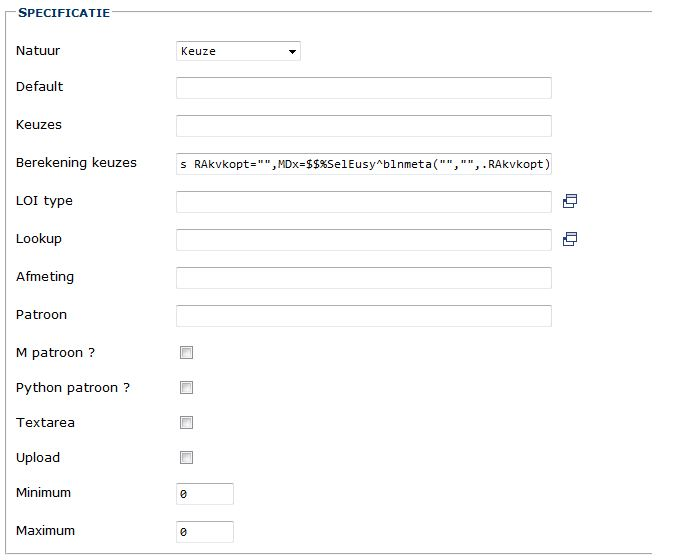 SPECIFICATIE
Natuur Keuze
Default
Keuzes
Berekening keuzes s RAkvkopt="",MDx=$$%SelEusy^blnmeta("","",.RAkvkopt)
LOI type
Lookup
Afmeting
Patroon
M patroon ?
Python patroon ?
Textarea
Upload
Minimum 0
Maximum 0